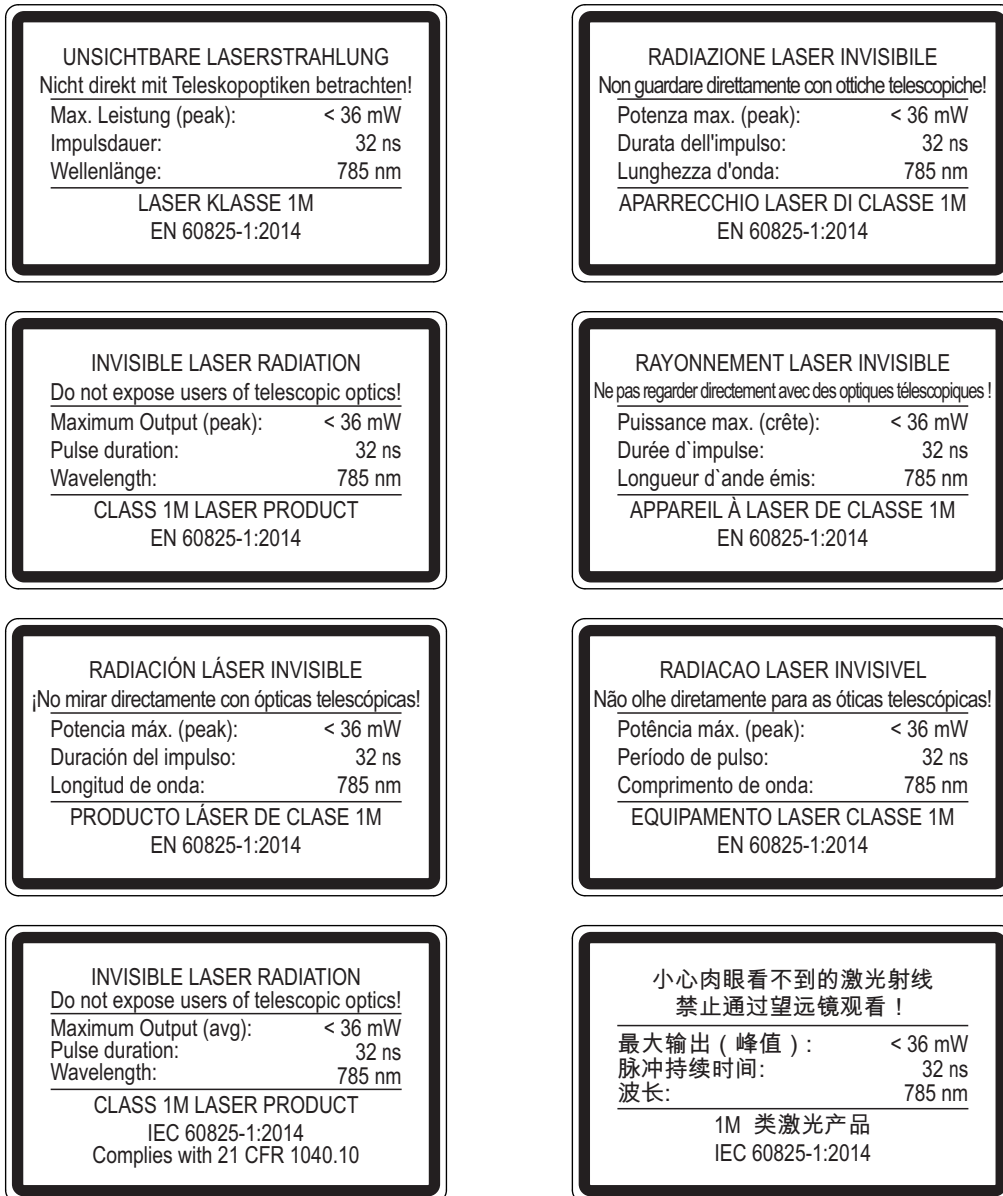 UNSICHTBARE LASERSTRAHLUNG
Nicht direkt mit Teleskopoptiken betrachten!
Max. Leistung (peak): < 36 mW
Impulsdauer: 32 ns
Wellenlänge: 785 nm
LASER KLASSE 1M
EN 60825-1:2014
RADIAZIONE LASER INVISIBILE
Non guardare direttamente con ottiche telescopiche!
Potenza max. (peak): < 36 mW
Durata dell'impulso: 32 ns
Lunghezza d'onda: 785 nm
APARRECCHIO LASER DI CLASSE 1M
EN 60825-1:2014
INVISIBLE LASER RADIATION
Do not expose users of telescopic optics!
Maximum Output (peak): < 36 mW
Pulse duration: 32 ns
Wavelength: 785 nm
CLASS 1M LASER PRODUCT
EN 60825-1:2014
RAYONNEMENT LASER INVISIBLE
Ne pas regarder directement avec des optiques télescopiques !
Puissance max. (crête): < 36 mW
Durée d`impulse: 32 ns
Longueur d`ande émis: 785 nm
APPAREIL À LASER DE CLASSE 1M
EN 60825-1:2014
RADIACIÓN LÁSER INVISIBLE
¡No mirar directamente con ópticas telescópicas!
Potencia máx. (peak): < 36 mW
Duración del impulso: 32 ns
Longitud de onda: 785 nm
PRODUCTO LÁSER DE CLASE 1M
EN 60825-1:2014
RADIACAO LASER INVISIVEL
Não olhe diretamente para as óticas telescópicas!
Potência máx. (peak): < 36 mW
Período de pulso: 32 ns
Comprimento de onda: 785 nm
EQUIPAMENTO LASER CLASSE 1M
EN 60825-1:2014
INVISIBLE LASER RADIATION
Do not expose users of telescopic optics!
Maximum Output (avg): < 36 mW
Pulse duration: 32 ns
Wavelength: 785 nm
CLASS 1M LASER PRODUCT
IEC 60825-1:2014
Complies with 21 CFR 1040.10
小心肉眼看不到的激光射线
禁止通过望远镜观看！
最大输出（峰值）: < 36 mW
脉冲持续时间: 32 ns
波长: 785 nm
1M 类激光产品
IEC 60825-1:2014